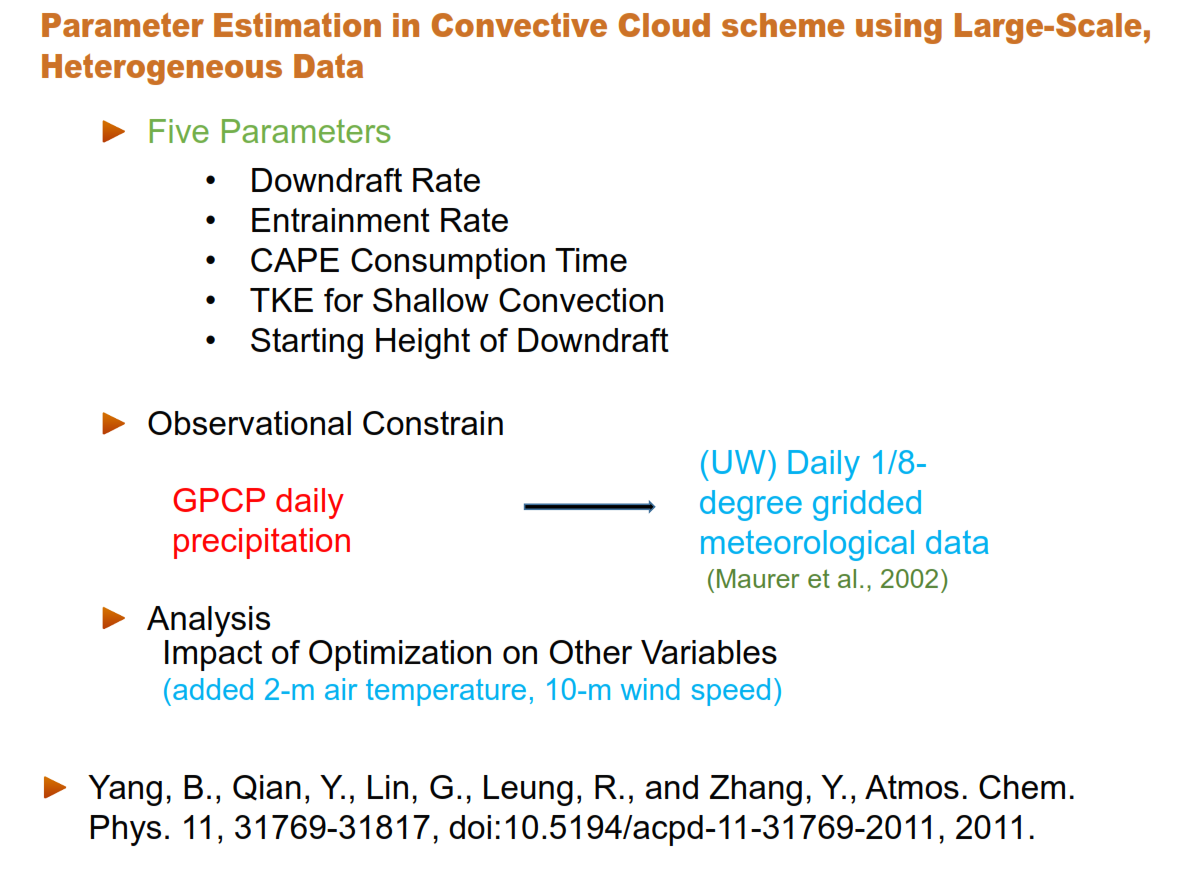 Parameter Estimation in Convective Cloud scheme using Large-Scale,
Heterogeneous Data
Five Parameters
• Downdraft Rate
• Entrainment Rate
• CAPE Consumption Time
• TKE for Shallow Convection
• Starting Height of Downdraft
Observational Constrain
GPCP daily
precipitation
(UW) Daily 1/8-
degree gridded
meteorological data
(Maurer et al., 2002)
Analysis
Impact of Optimization on Other Variables
(added 2-m air temperature, 10-m wind speed)
Yang, B., Qian, Y., Lin, G., Leung, R., and Zhang, Y., Atmos. Chem.
Phys. 11, 31769-31817, doi:10.5194/acpd-11-31769-2011, 2011.